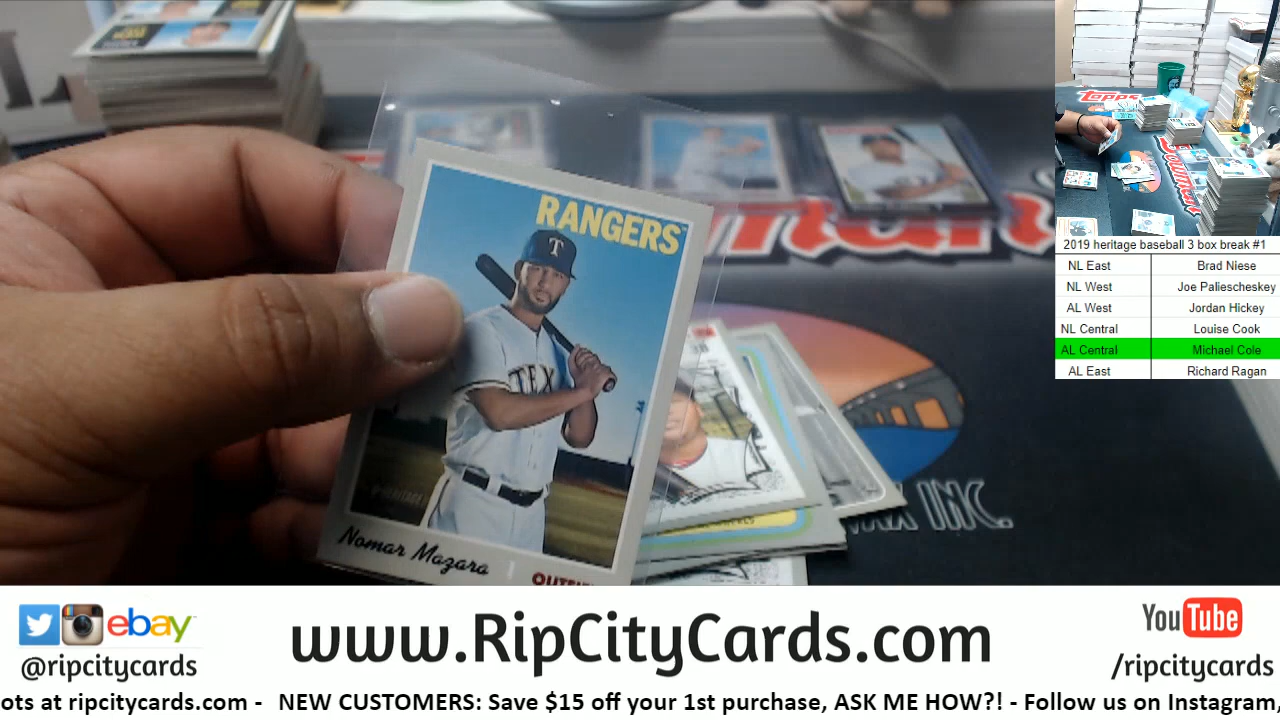 RANGERS
T
TEX
Nomar Mazara
INC.
Topps
Bowman
2019 heritage baseball 3 box break #1
NL East Brad Niese
NL West Joe Paliescheskey
AL West Jordan Hickey
NL Central Louise Cook
AL Central Michael Cole
AL East Richard Ragan
ebay
@ripcitycards
www.RipCityCards.com
YouTube
/ripcitycards
ots at ripcitycards.com - NEW CUSTOMERS: Save $15 off your 1st purchase, ASK ME HOW?! - Follow us on Instagram,